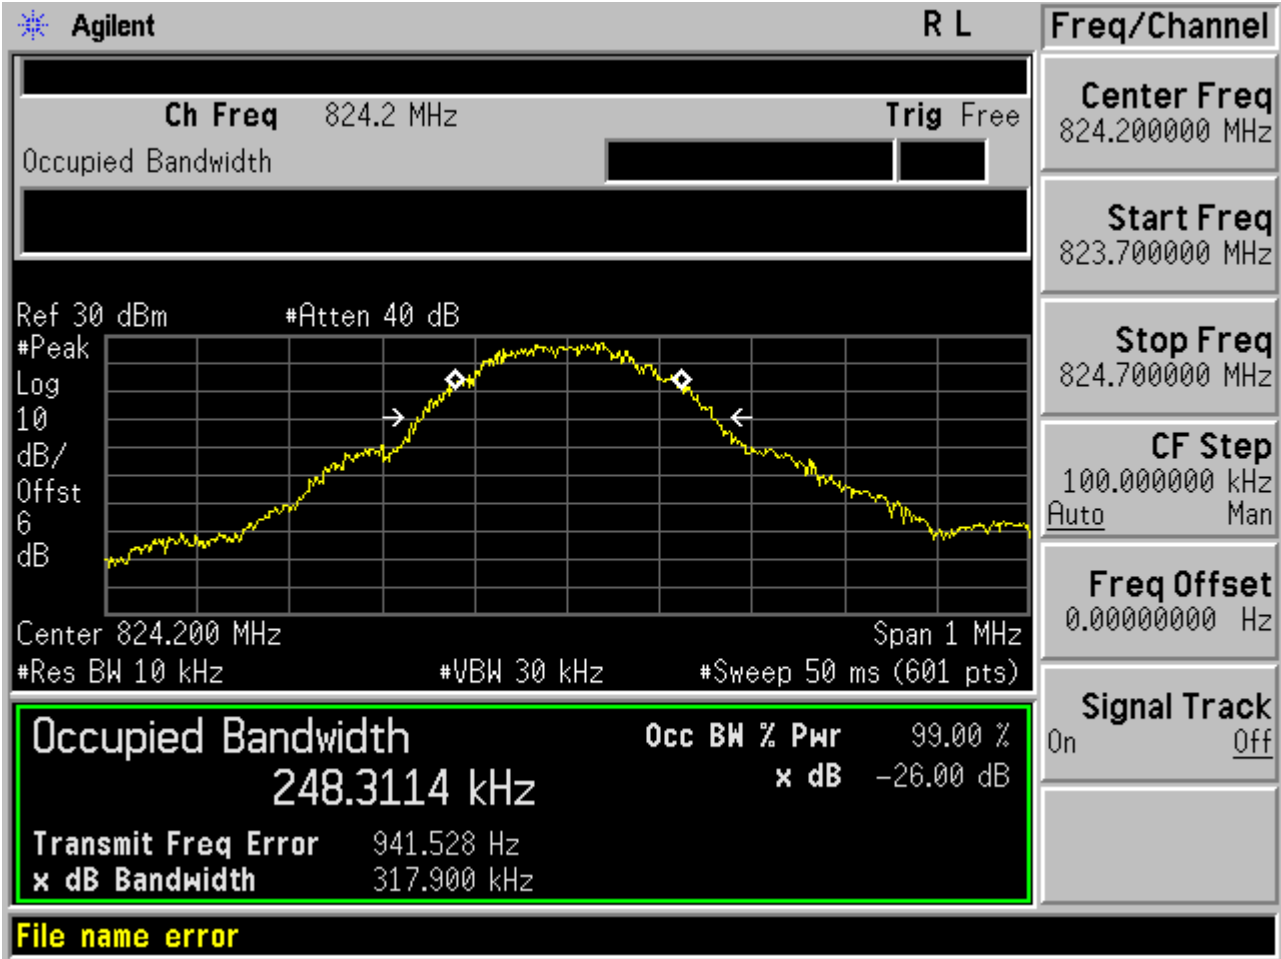 Agilent R L
Freq/Channel
Ch Freq 824.2 MHz Trig Free
Occupied Bandwidth
Center Freq
824.200000 MHz
Start Freq
823.700000 MHz
Stop Freq
824.700000 MHz
CF Step
100.000000 kHz
Auto Man
Freq Offset
0.00000000 Hz
Signal Track
On Off
Ref 30 dBm #Atten 40 dB
#Peak
Log
10
dB/
Offst
6
dB
Center 824.200 MHz Span 1 MHz
#Res BW 10 kHz #VBW 30 kHz #Sweep 50 ms (601 pts)
Occupied Bandwidth
248.3114 kHz
Occ BW % Pwr 99.00 %
x dB -26.00 dB
Transmit Freq Error 941.528 Hz
x dB Bandwidth 317.900 kHz
File name error